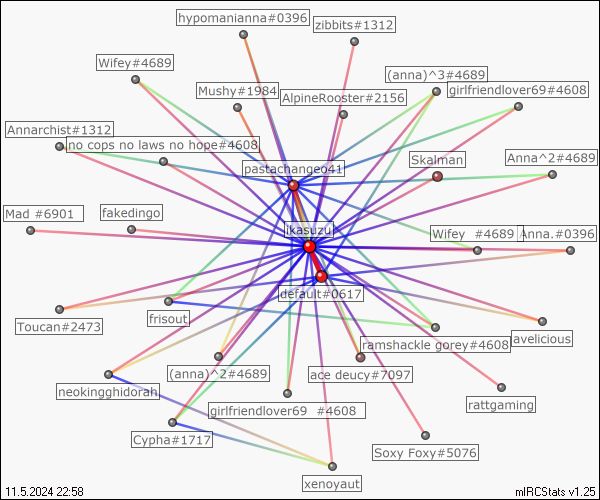 hypomanianna#0396
zibbits#1312
Wifey#4689
(anna)^3#4689
Mushy#1984
girlfriendlover69#4608
AlpineRooster#2156
Annarchist#1312
no cops no laws no hope#4608
Skalman
Anna^2#4689
pastachangeo41
Mad #6901
fakedingo
likasuzu
Wifey #4689
Anna.#0396
default#0617
Toucan#2473
frisout
lavelicious
ramshackle gorey#4608
(anna)^2#4689
ace deucy#7097
neokingghidorah
rattgaming
girlfriendlover69 #4608
Cypha#1717
Soxy Foxy#5076
xenoyaut
11.5.2024 22:58
mIRCStats v1.25